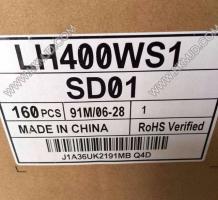 LH400WS1
SD01
160 PCS 91M/06-28 1
MADE IN CHINA RoHS Verified
J1A36UK2191MB Q4D